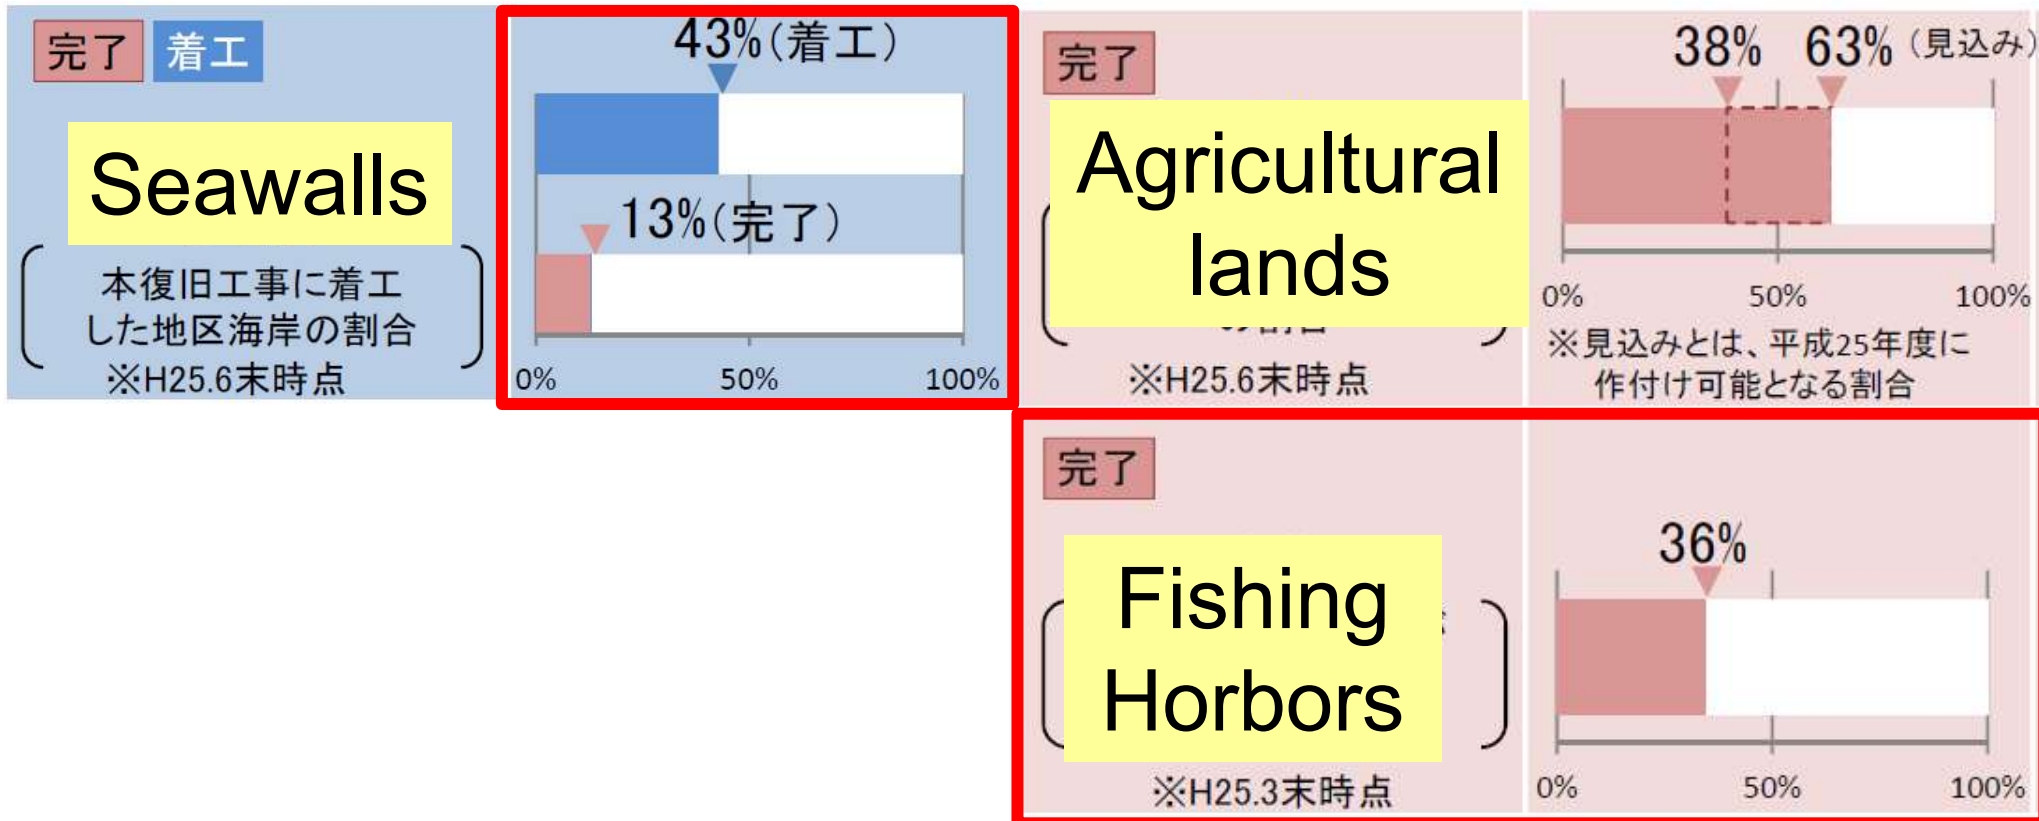 完了 着工
Seawalls
本復旧工事に着工
した地区海岸の割合
※H25.6末時点
43%(着工)
13%(完了)
0% 50% 100%
完了
Agricultural
lands
※H25.6末時点
38% 63% (見込み)
0% 50% 100%
※見込みとは、平成25年度に
作付け可能となる割合
完了
Fishing
Horbors
※H25.3末時点
36%
0% 50% 100%